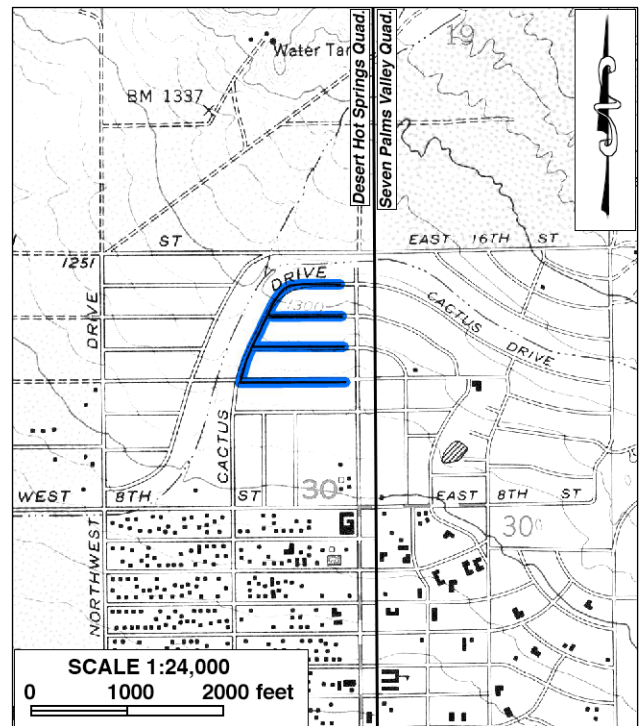 19
Water Tan
BM 1337
Desert Hot Springs Quad.
Seven Palms Valley Quad.
ST
EAST 16TH ST
1251
DRIVE
DRIVE
1300
CACTUS
DRIVE
CACTUS
30
WEST 8TH ST
EAST 8TH ST
30
NORTHWEST
SCALE 1:24,000
0 1000 2000 feet